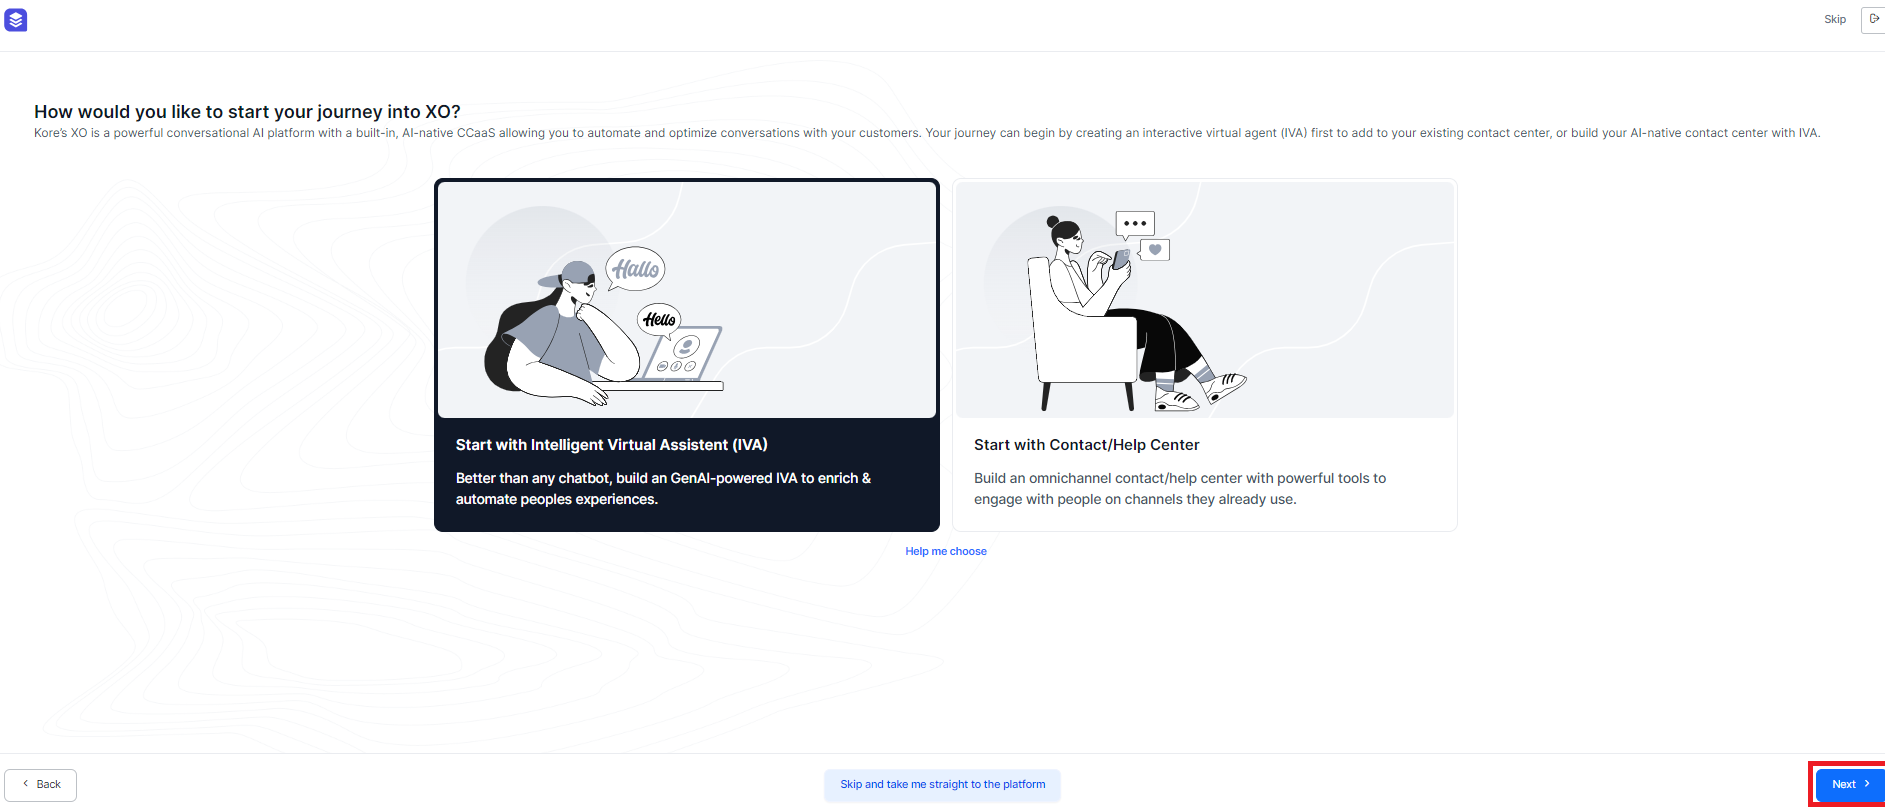 Skip
How would you like to start your journey into XO?
Kore's XO is a powerful conversational AI platform with a built-in, AI-native CCaaS allowing you to automate and optimize conversations with your customers. Your journey can begin by creating an interactive virtual agent (IVA) first to add to your existing contact center, or build your AI-native contact center with IVA.
Hallo
Hello
Start with Intelligent Virtual Assistent (IVA)
Better than any chatbot, build an GenAI-powered IVA to enrich &
automate peoples experiences.
Start with Contact/Help Center
Build an omnichannel contact/help center with powerful tools to
engage with people on channels they already use.
Help me choose
Back
Skip and take me straight to the platform
Next